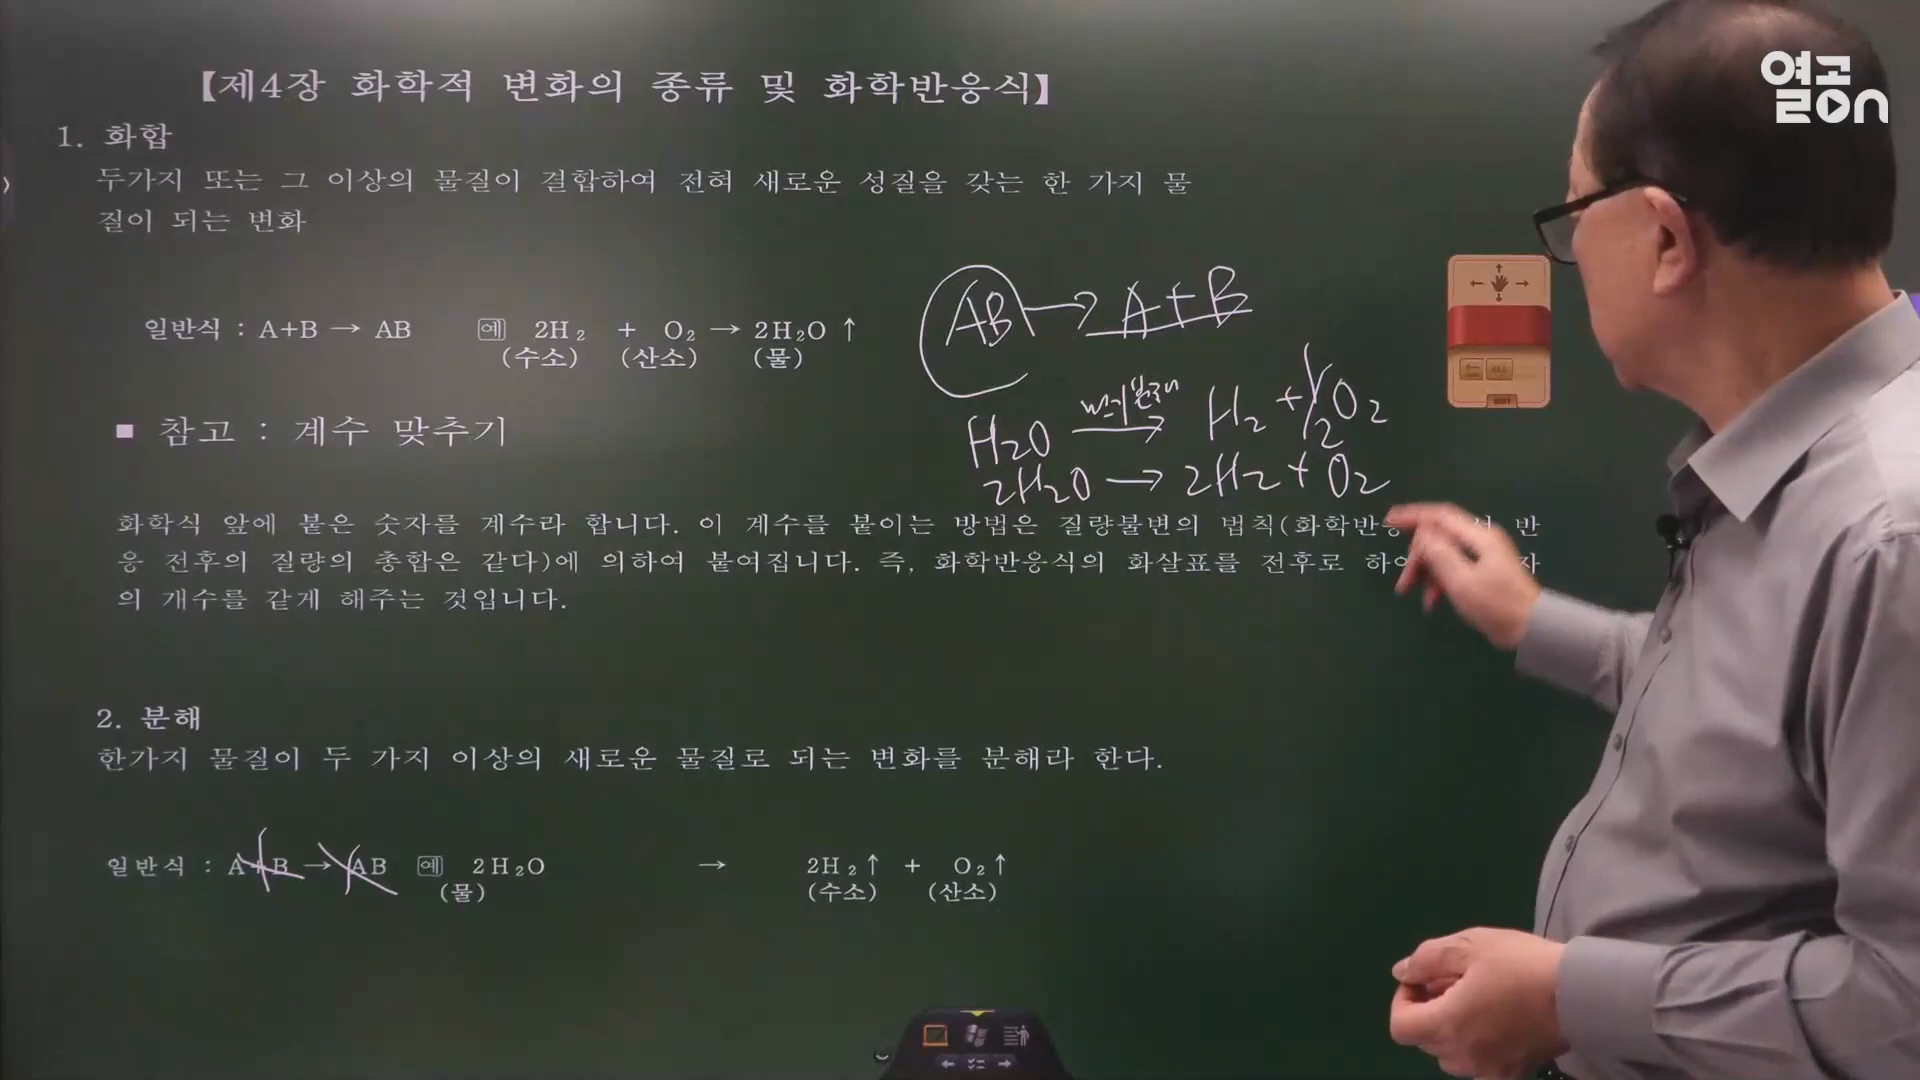 열공ON
【제4장 화학적 변화의 종류 및 화학반응식】
1. 화합
두가지 또는 그 이상의 물질이 결합하여 전혀 새로운 성질을 갖는 한 가지 물
질이 되는 변화
AB → A+B
일반식 : A+B → AB 예 2H₂ + O₂ → 2H₂O ↑
(수소) (산소) (물)
전기분해
H₂O → H₂ + 1/2 O₂
2H₂O → 2H₂ + O₂
■ 참고 : 계수 맞추기
화학식 앞에 붙은 숫자를 계수라 합니다. 이 계수를 붙이는 방법은 질량불변의 법칙(화학반응 반
응 전후의 질량의 총합은 같다)에 의하여 붙여집니다. 즉, 화학반응식의 화살표를 전후로 자
의 개수를 같게 해주는 것입니다.
2. 분해
한가지 물질이 두 가지 이상의 새로운 물질로 되는 변화를 분해라 한다.
일반식 : A+B → AB 예 2H₂O → 2H₂↑ + O₂↑
(물) (수소) (산소)